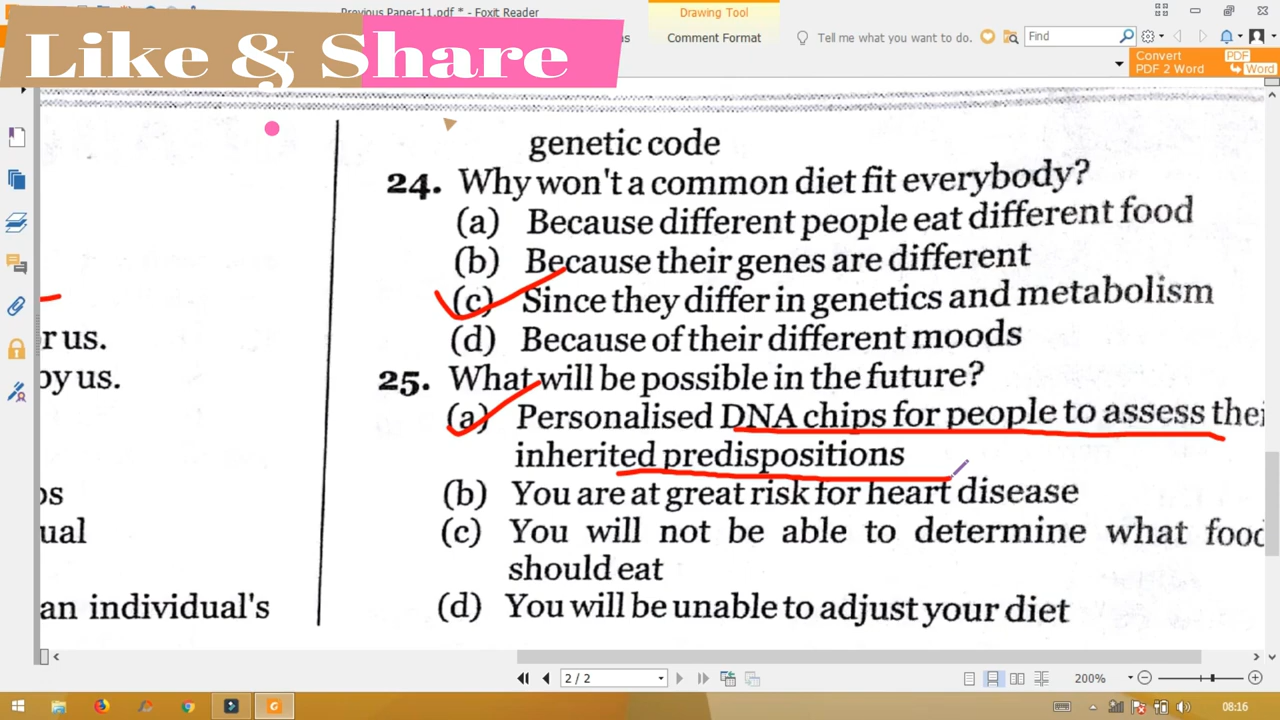 Previous Paper-11.pdf * - Foxit Reader
Drawing Tool
Like & Share
Comment Format
Tell me what you want to do.
Find
Convert
PDF 2 Word
PDF
Word
genetic code
24. Why won't a common diet fit everybody?
(a) Because different people eat different food
(b) Because their genes are different
(c) Since they differ in genetics and metabolism
(d) Because of their different moods
25. What will be possible in the future?
(a) Personalised DNA chips for people to assess thei
inherited predispositions
(b) You are at great risk for heart disease
(c) You will not be able to determine what food
should eat
(d) You will be unable to adjust your diet
r us.
by us.
os
ual
an individual's
2 / 2
200%
08:16